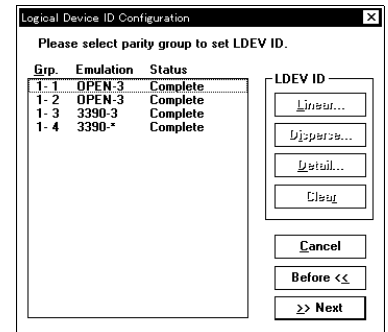 Logical Device ID Configuration
Please select parity group to set LDEV ID.
Grp. Emulation Status
1- 1 OPEN-3 Complete
1- 2 OPEN-3 Complete
1- 3 3390-3 Complete
1- 4 3390-* Complete
LDEV ID
Linear...
Disperse...
Detail...
Clear
Cancel
Before <<
>> Next